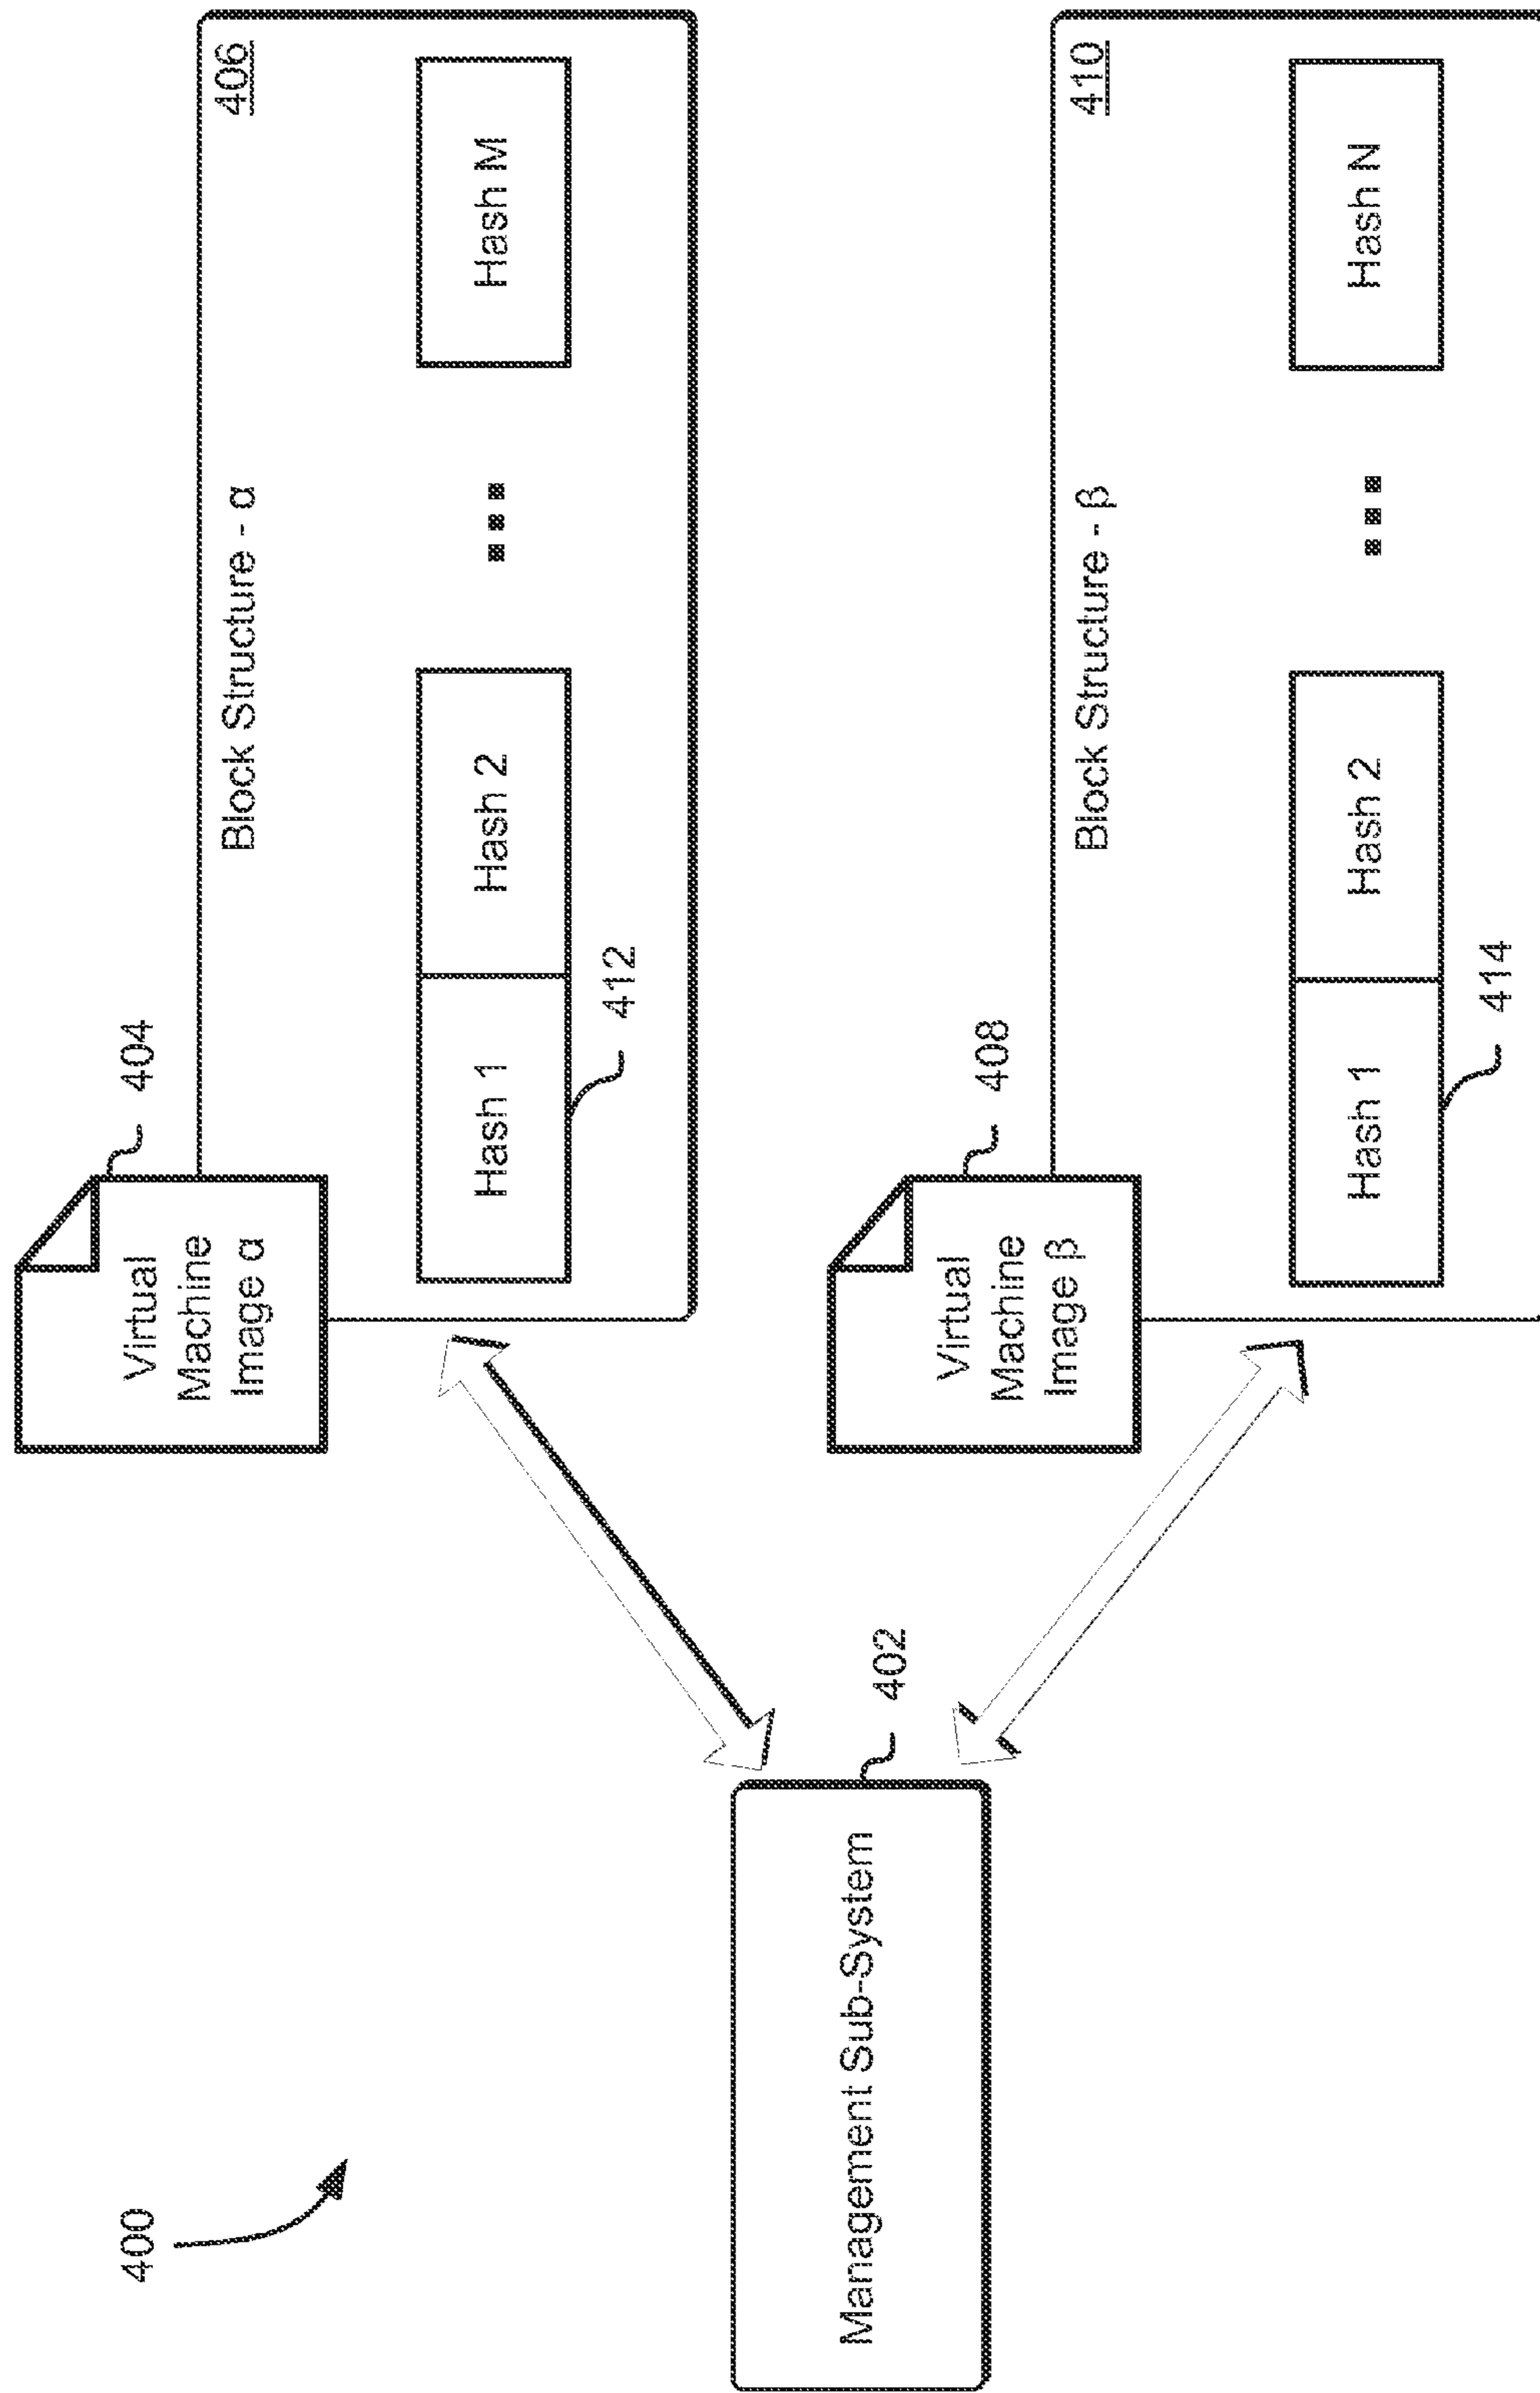 400
Management Sub-System
402
Virtual
Machine
Image α
404
Block Structure - α
406
Hash 1
Hash 2
Hash M
412
Virtual
Machine
Image β
408
Block Structure - β
410
Hash 1
Hash 2
Hash N
414